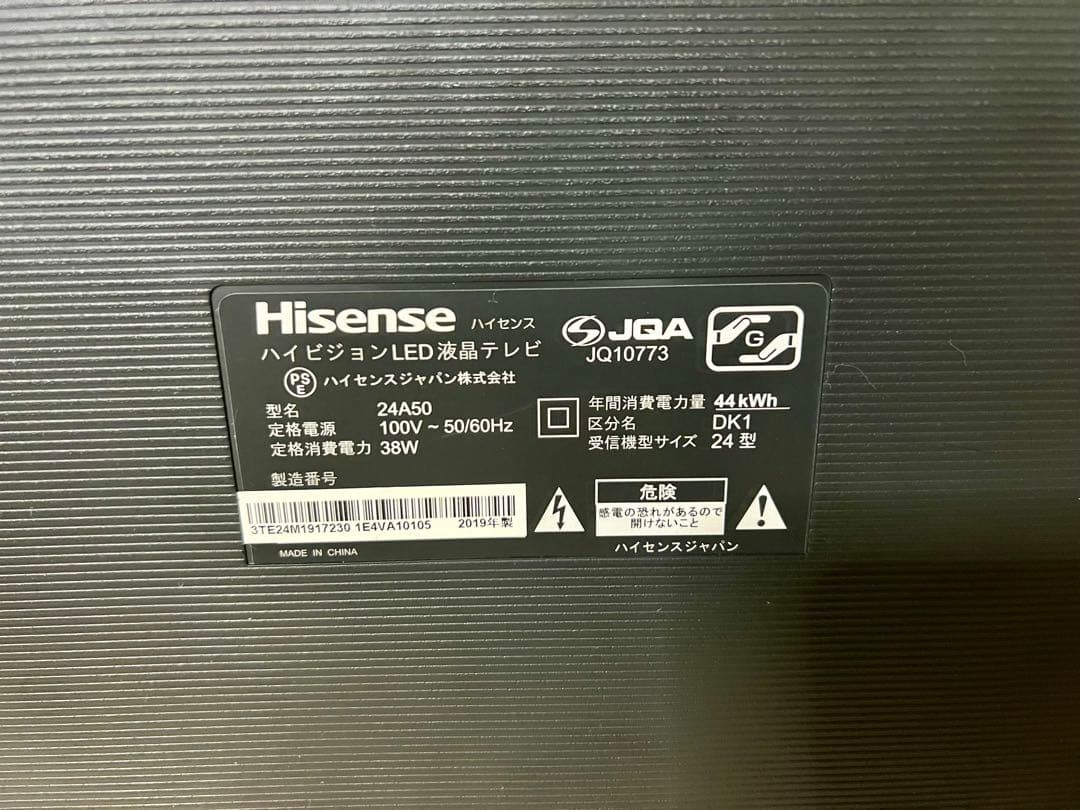 Hisense ハイセンス
ハイビジョンLED液晶テレビ
PSE ハイセンスジャパン株式会社
JQA
JQ10773
G
型名 24A50
定格電源 100V ~ 50/60Hz
定格消費電力 38W
年間消費電力量 44kWh
区分名 DK1
受信機型サイズ 24型
製造番号
3TE24M1917230 1E4VA10105 2019年製
MADE IN CHINA
危険
感電の恐れがあるので
開けないこと
ハイセンスジャパン